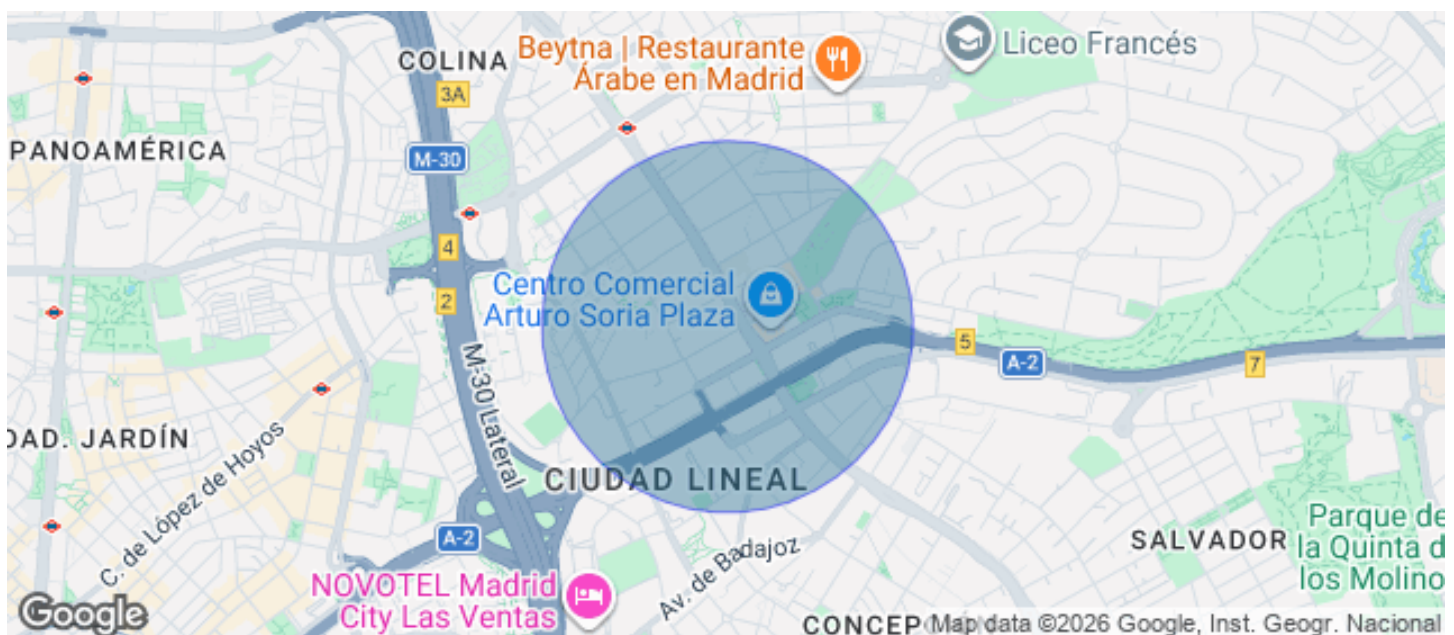 COLINA
Beytna | Restaurante
Árabe en Madrid
Liceo Francés
3A
M-30
PANOAMÉRICA
4
2
Centro Comercial
Arturo Soria Plaza
5
A-2
7
M-30 Lateral
DAD. JARDÍN
C. de López de Hoyos
CIUDAD LINEAL
A-2
Av. de Badajoz
SALVADOR
Parque de
la Quinta d
los Molino
NOVOTEL Madrid
City Las Ventas
Google
CONCEP
Map data ©2026 Google, Inst. Geogr. Nacional